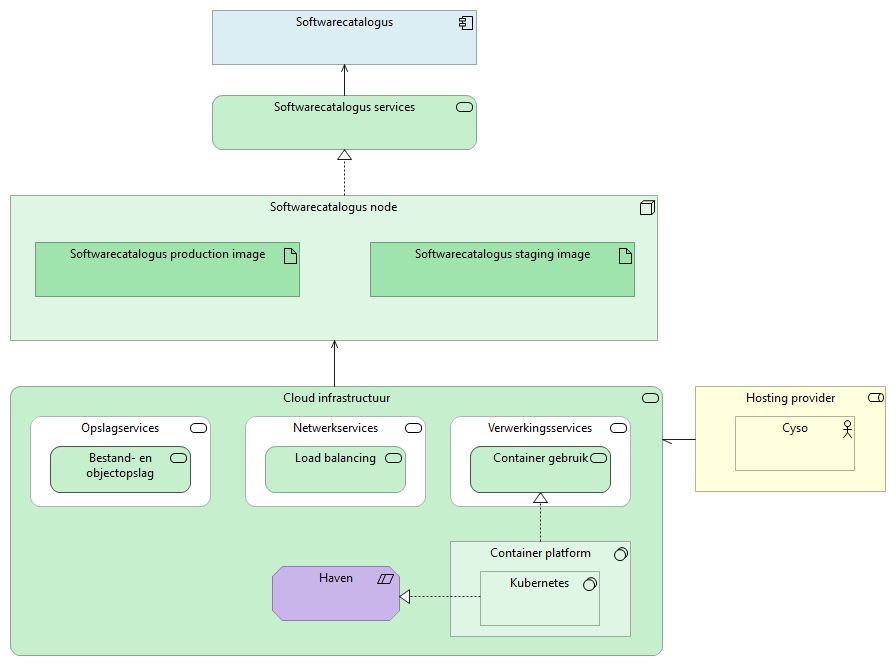 Softwarecatalogus
Softwarecatalogus services
Softwarecatalogus node
Softwarecatalogus production image
Softwarecatalogus staging image
Cloud infrastructuur
Hosting provider
Cyso
Opslagservices
Netwerkservices
Verwerkingsservices
Bestand- en
objectopslag
Load balancing
Container gebruik
Container platform
Kubernetes
Haven